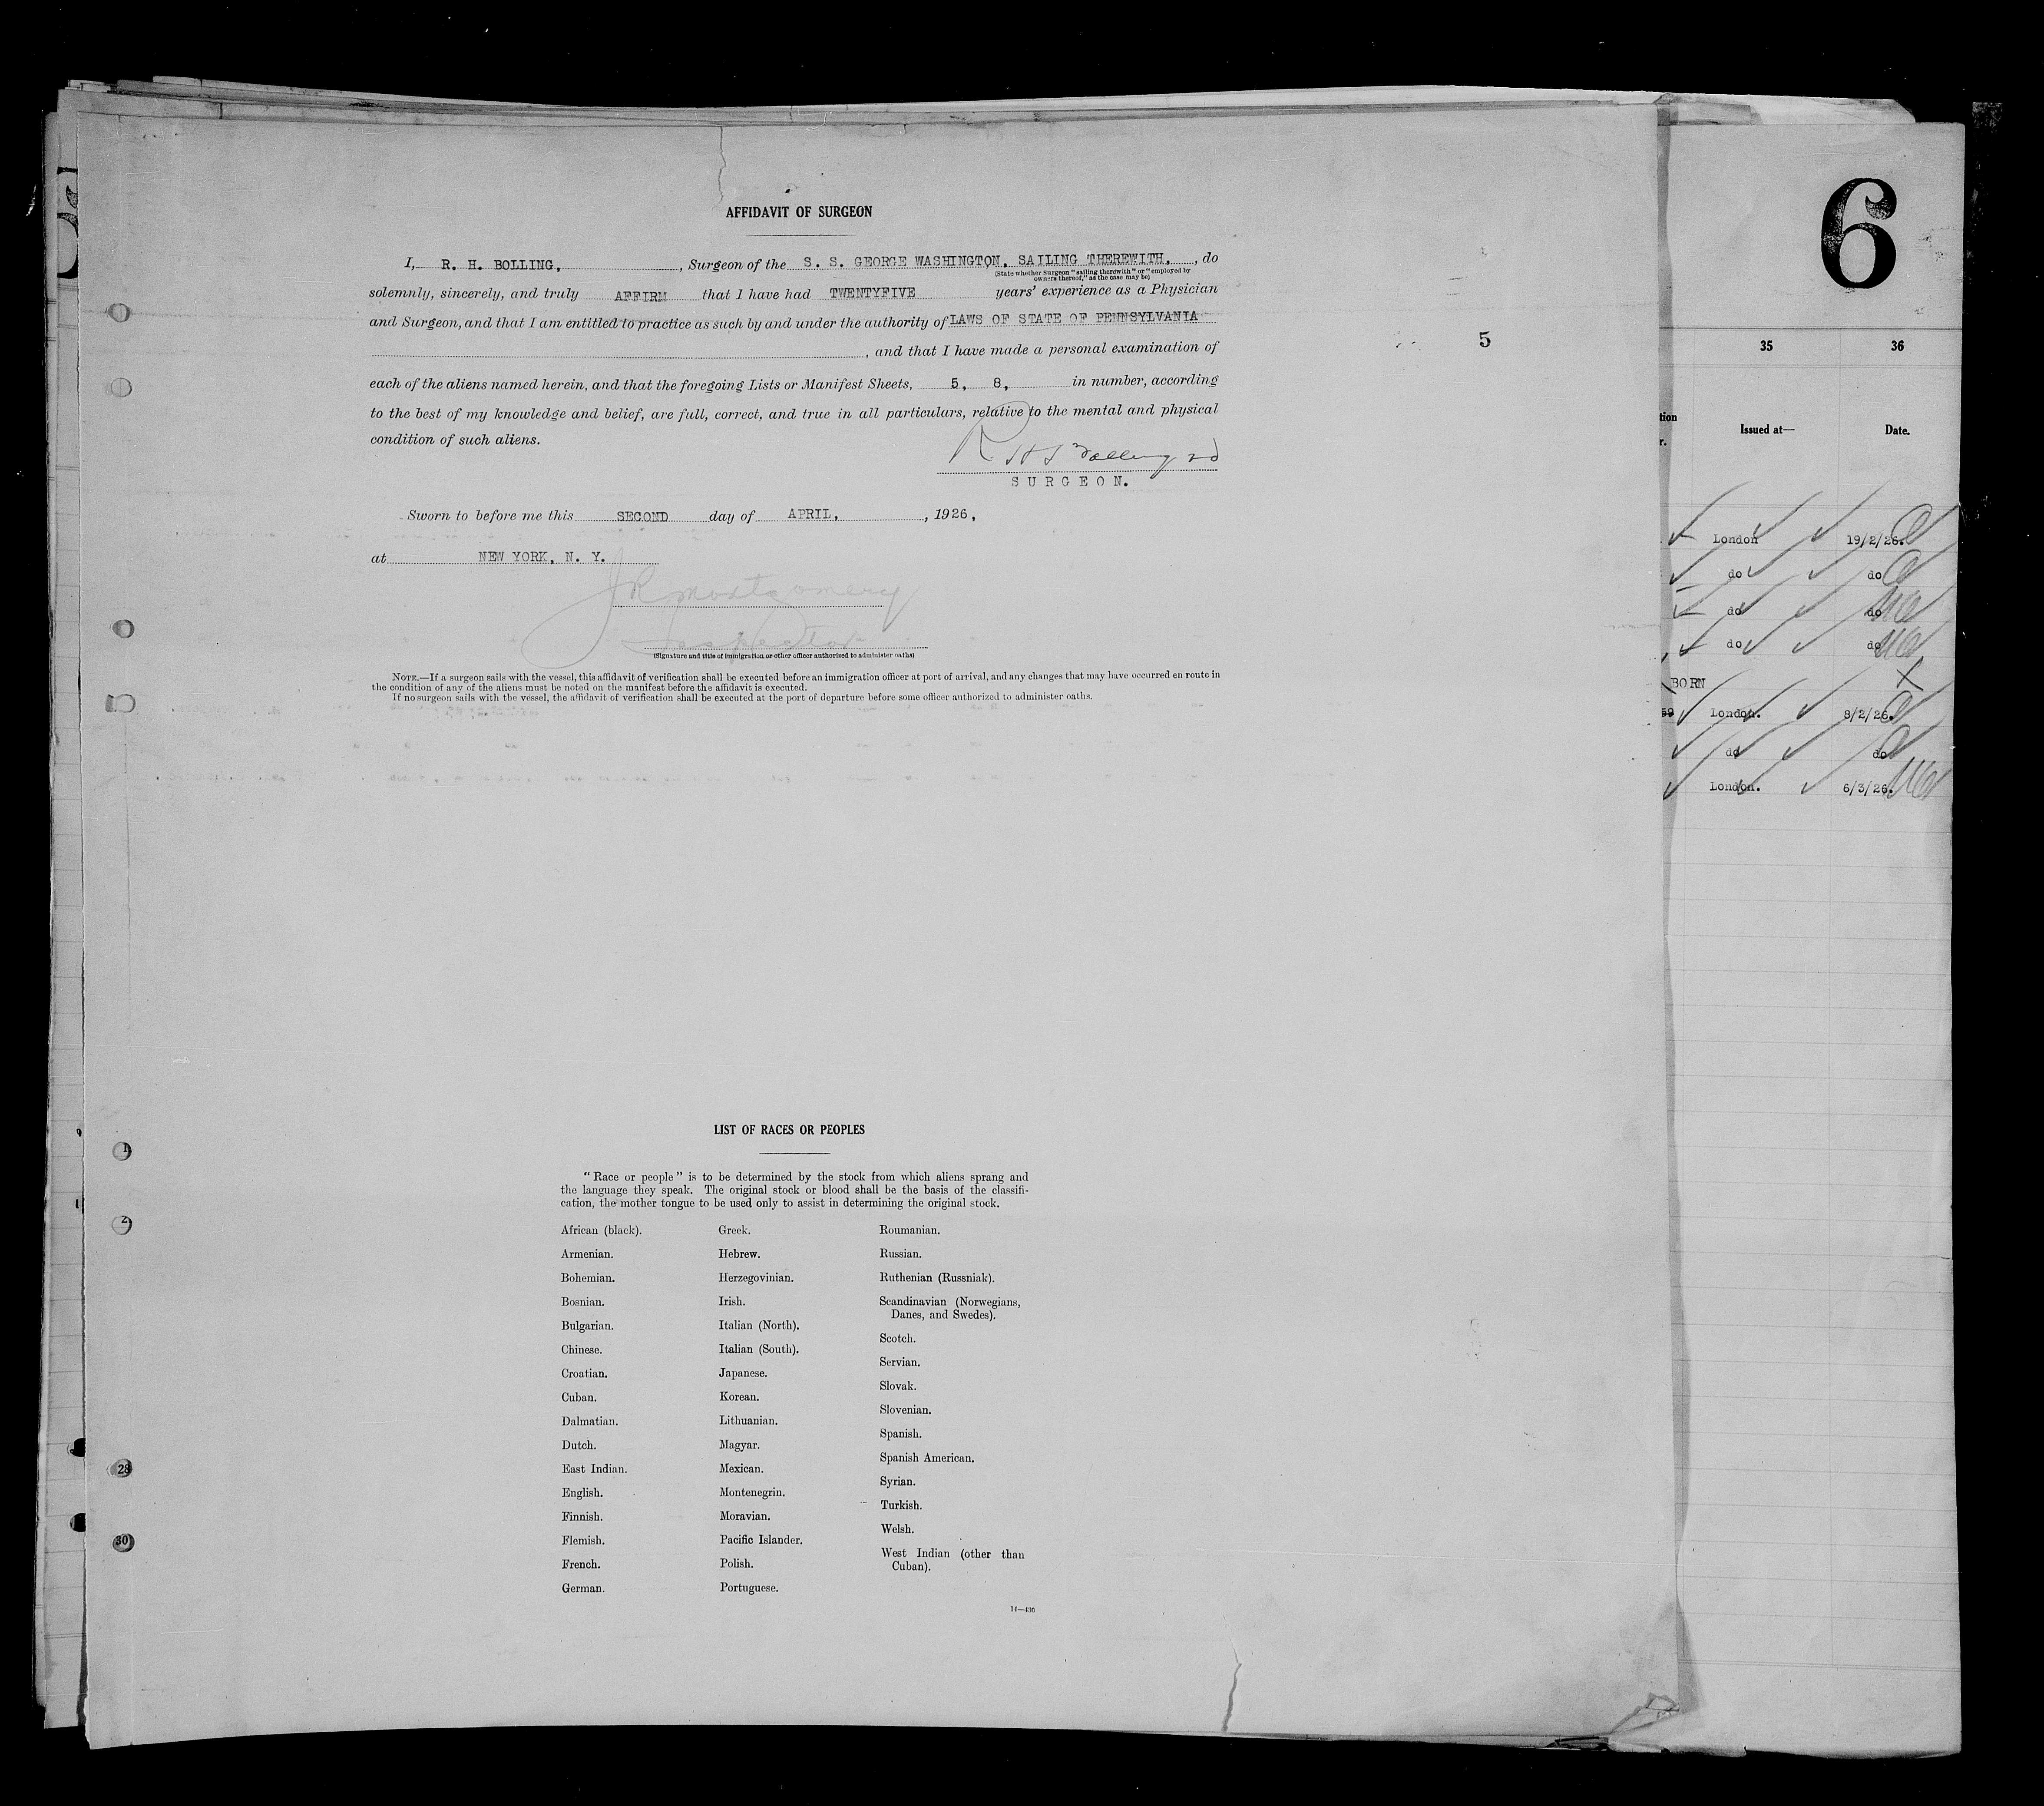 AFFIDAVIT OF SURGEON
I, R. H. BOLLING, , Surgeon of the S. S. GEORGE WASHINGTON, SAILING THEREWITH, , do
(State whether Surgeon "sailing therewith" or "employed by
owners thereof," as the case may be)
solemnly, sincerely, and truly AFFIRM that I have had TWENTYFIVE years' experience as a Physician
and Surgeon, and that I am entitled to practice as such by and under the authority of LAWS OF STATE OF PENNSYLVANIA
, and that I have made a personal examination of
each of the aliens named herein, and that the foregoing Lists or Manifest Sheets, 5, 8, in number, according
to the best of my knowledge and belief, are full, correct, and true in all particulars, relative to the mental and physical
condition of such aliens.
R H Bolling
SURGEON.
Sworn to before me this SECOND day of APRIL, , 1926,
at NEW YORK, N. Y.
JR Montgomery
Inspector
(Signature and title of immigration or other officer authorized to administer oaths)
NOTE.—If a surgeon sails with the vessel, this affidavit of verification shall be executed before an immigration officer at port of arrival, and any changes that may have occurred en route in
the condition of any of the aliens must be noted on the manifest before the affidavit is executed.
If no surgeon sails with the vessel, the affidavit of verification shall be executed at the port of departure before some officer authorized to administer oaths.
5
LIST OF RACES OR PEOPLES
"Race or people" is to be determined by the stock from which aliens sprang and
the language they speak. The original stock or blood shall be the basis of the classifi-
cation, the mother tongue to be used only to assist in determining the original stock.
African (black).
Armenian.
Bohemian.
Bosnian.
Bulgarian.
Chinese.
Croatian.
Cuban.
Dalmatian.
Dutch.
East Indian.
English.
Finnish.
Flemish.
French.
German.
Greek.
Hebrew.
Herzegovinian.
Irish.
Italian (North).
Italian (South).
Japanese.
Korean.
Lithuanian.
Magyar.
Mexican.
Montenegrin.
Moravian.
Pacific Islander.
Polish.
Portuguese.
Roumanian.
Russian.
Ruthenian (Russniak).
Scandinavian (Norwegians,
Danes, and Swedes).
Scotch.
Servian.
Slovak.
Slovenian.
Spanish.
Spanish American.
Syrian.
Turkish.
Welsh.
West Indian (other than
Cuban).
14—430
1
2
28
30
6
35 36
tion
r.
Issued at— Date.
London 19/2/26.
do do
do do
do do
BORN X
59 London. 8/2/26.
do do
London. 6/3/26.